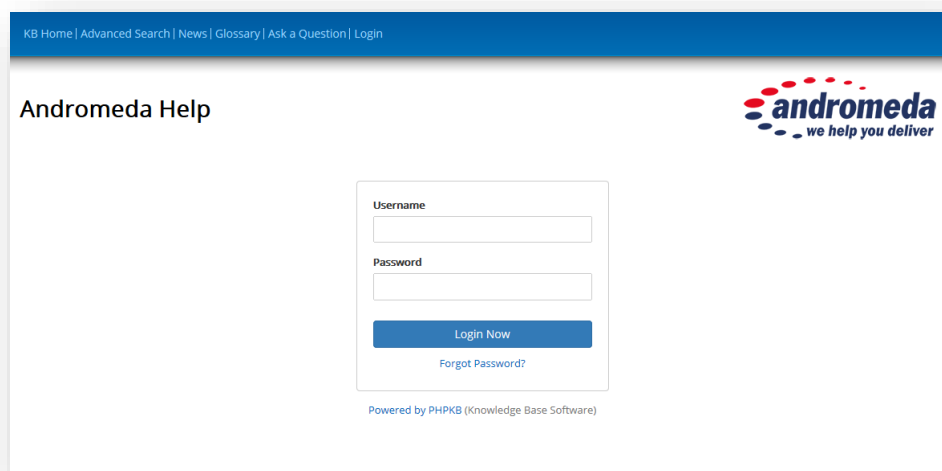 KB Home| Advanced Search | News | Glossary | Ask a Question | Login
Andromeda Help
andromeda
we help you deliver
Username
Password
Login Now
Forgot Password?
Powered by PHPKB (Knowledge Base Software)